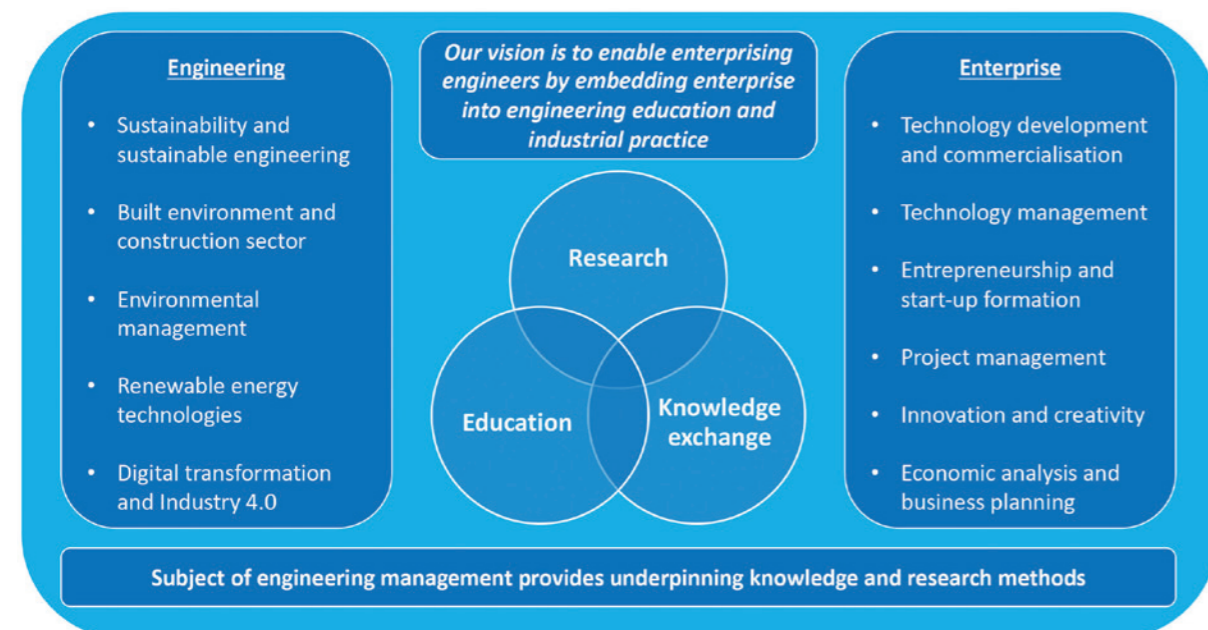 Engineering
• Sustainability and
sustainable engineering
• Built environment and
construction sector
• Environmental
management
• Renewable energy
technologies
• Digital transformation
and Industry 4.0
Our vision is to enable enterprising
engineers by embedding enterprise
into engineering education and
industrial practice
Research
Education
Knowledge
exchange
Enterprise
• Technology development
and commercialisation
• Technology management
• Entrepreneurship and
start-up formation
• Project management
• Innovation and creativity
• Economic analysis and
business planning
Subject of engineering management provides underpinning knowledge and research methods